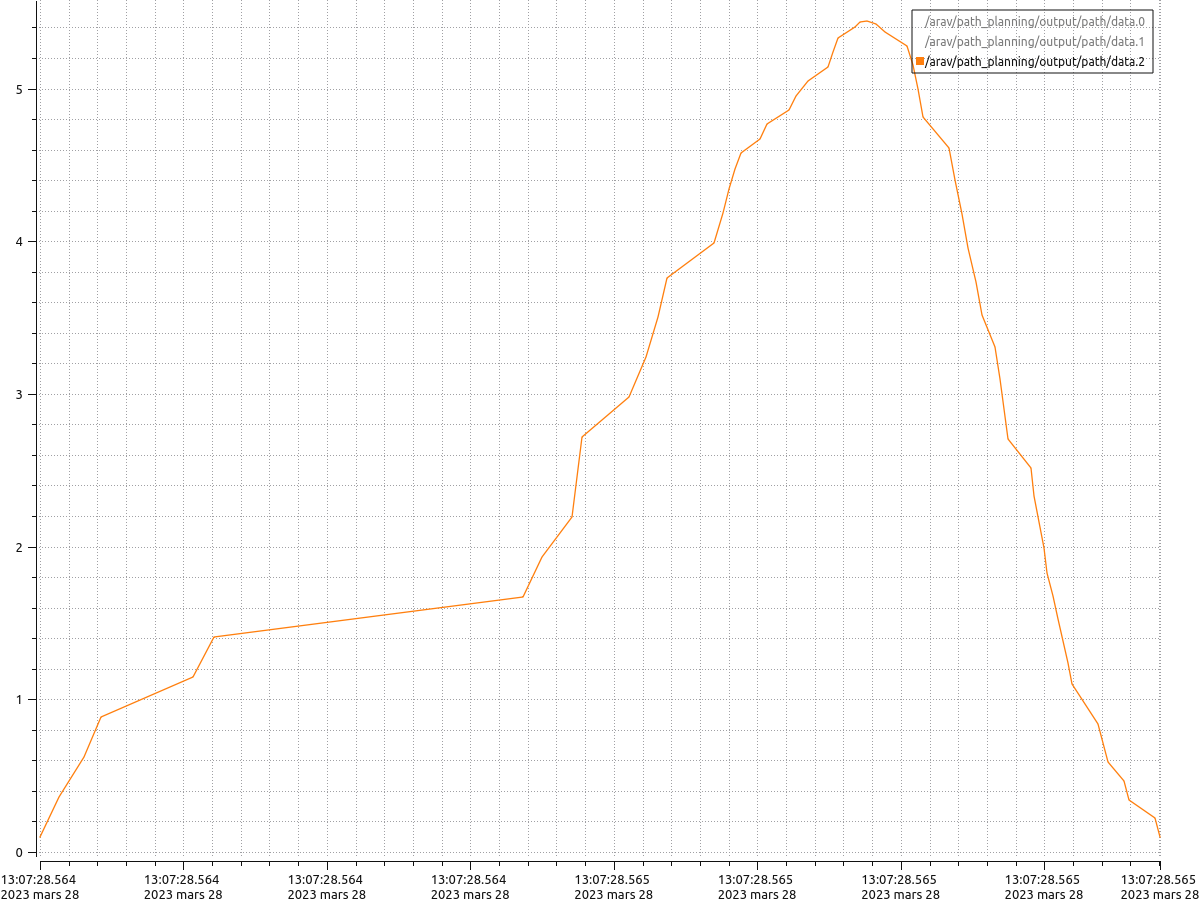 /arav/path_planning/output/path/data.0
/arav/path_planning/output/path/data.1
/arav/path_planning/output/path/data.2
5
4
3
2
1
0
13:07:28.564 13:07:28.564 13:07:28.564 13:07:28.564 13:07:28.565 13:07:28.565 13:07:28.565 13:07:28.565 13:07:28.565
2023 mars 28 2023 mars 28 2023 mars 28 2023 mars 28 2023 mars 28 2023 mars 28 2023 mars 28 2023 mars 28 2023 mars 28